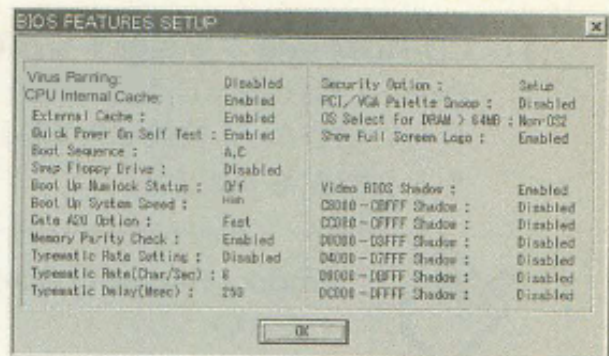 BIOS FEATURES SETUP
Virus Parning: Disabled
CPU Internal Cache: Enabled
External Cache : Enabled
Quick Power On Self Test : Enabled
Boot Sequence : A,C
Swap Floppy Drive : Disabled
Boot Up Numlock Status : Off
Boot Up System Speed : High
Gate A20 Option : Fast
Memory Parity Check : Enabled
Typematic Rate Setting : Disabled
Typematic Rate(Char/Sec) : 8
Typematic Delay(Msec) : 250
Security Option : Setup
PCI/VGA Palette Snoop : Disabled
OS Select For DRAM > 64MB : Non-OS2
Show Full Screen Logo : Enabled
Video BIOS Shadow : Enabled
C8000-CBFFF Shadow : Disabled
CC000-CFFFF Shadow : Disabled
D0000-D3FFF Shadow : Disabled
D4000-D7FFF Shadow : Disabled
D8000-DBFFF Shadow : Disabled
DC000-DFFFF Shadow : Disabled
OK